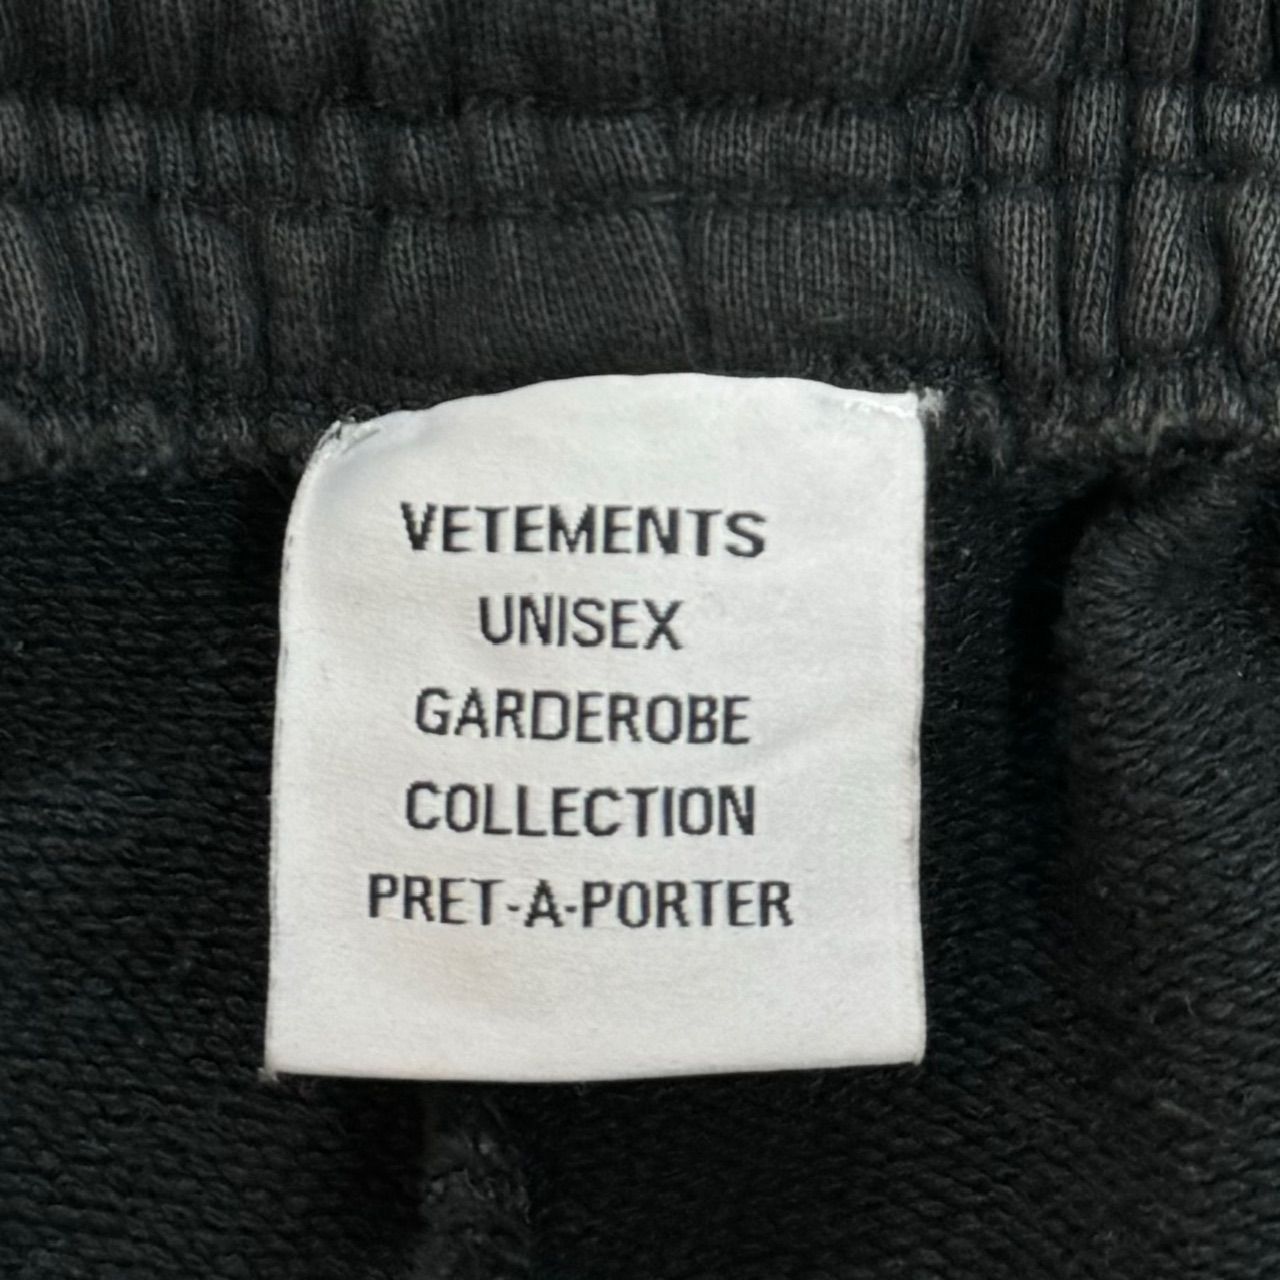 VETEMENTS
UNISEX
GARDEROBE
COLLECTION
PRET-A-PORTER